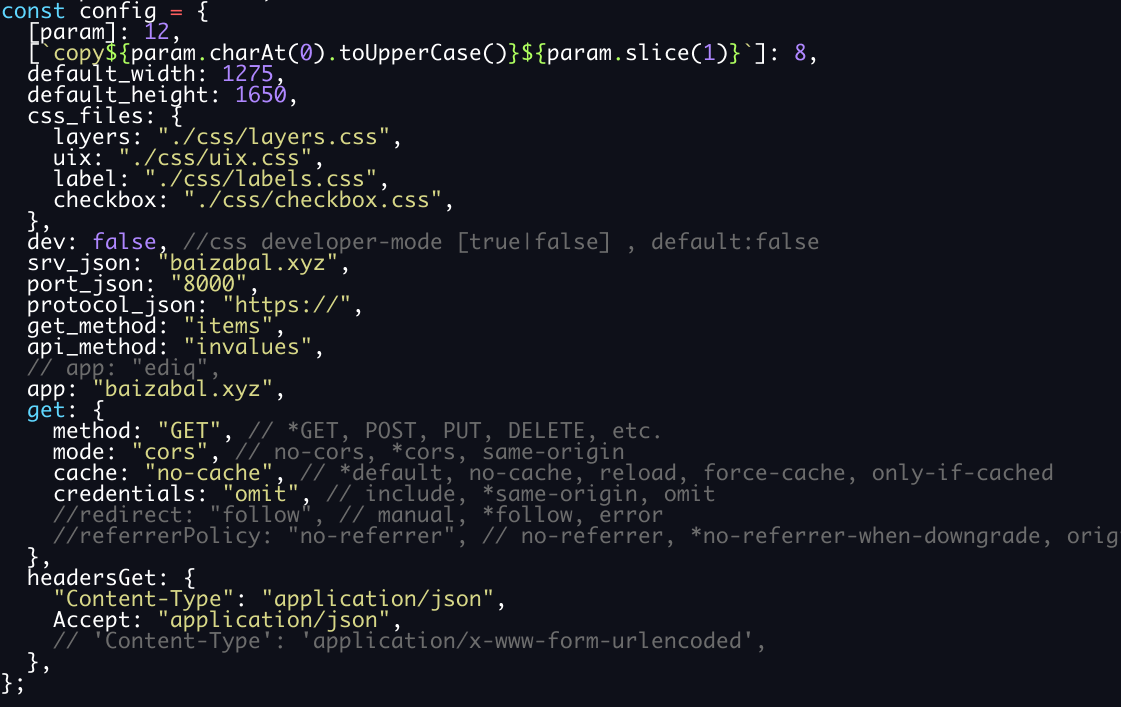 const config = {
  [param]: 12,
  [`copy${param.charAt(0).toUpperCase()}${param.slice(1)}`]: 8,
  default_width: 1275,
  default_height: 1650,
  css_files: {
    layers: "./css/layers.css",
    uix: "./css/uix.css",
    label: "./css/labels.css",
    checkbox: "./css/checkbox.css",
  },
  dev: false, //css developer-mode [true|false] , default:false
  srv_json: "baizabal.xyz",
  port_json: "8000",
  protocol_json: "https://",
  get_method: "items",
  api_method: "invalues",
  // app: "ediq",
  app: "baizabal.xyz",
  get: {
    method: "GET", // *GET, POST, PUT, DELETE, etc.
    mode: "cors", // no-cors, *cors, same-origin
    cache: "no-cache", // *default, no-cache, reload, force-cache, only-if-cached
    credentials: "omit", // include, *same-origin, omit
    //redirect: "follow", // manual, *follow, error
    //referrerPolicy: "no-referrer", // no-referrer, *no-referrer-when-downgrade, orig
  },
  headersGet: {
    "Content-Type": "application/json",
    Accept: "application/json",
    // 'Content-Type': 'application/x-www-form-urlencoded',
  },
};